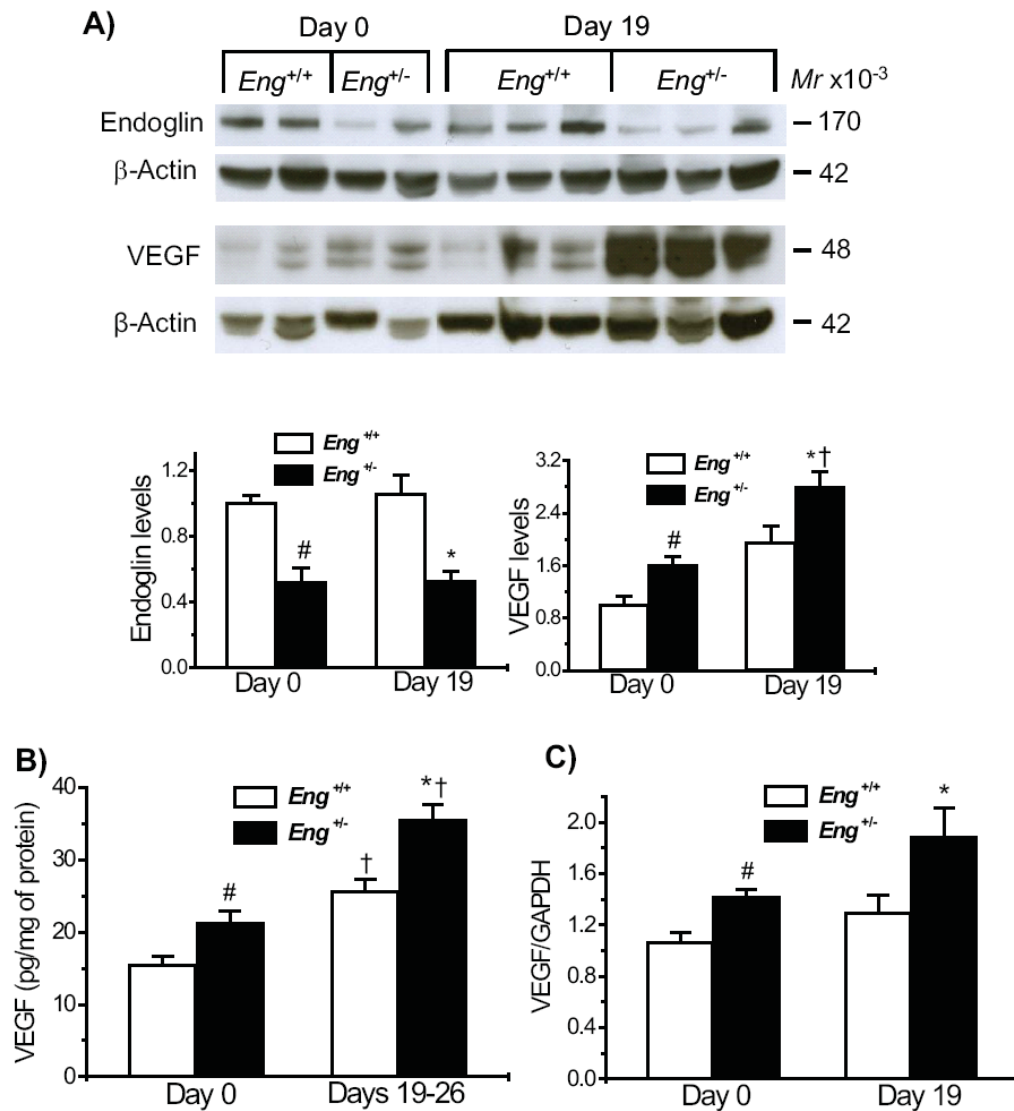 A)
Day 0 Day 19
Eng+/+ Eng+/- Eng+/+ Eng+/- Mr x10-3
Endoglin 170
β-Actin 42
VEGF 48
β-Actin 42
Eng +/+
Eng +/-
Endoglin levels
1.2
0.8
0.4
0.0
#
*
Day 0 Day 19
Eng +/+
Eng +/-
VEGF levels
3.2
2.4
1.6
0.8
0.0
#
*†
Day 0 Day 19
B)
Eng +/+
Eng +/-
VEGF (pg/mg of protein)
40
30
20
10
0
#
†
*†
Day 0 Days 19-26
C)
Eng +/+
Eng +/-
VEGF/GAPDH
2.0
1.6
1.2
0.8
0.4
0.0
#
*
Day 0 Day 19